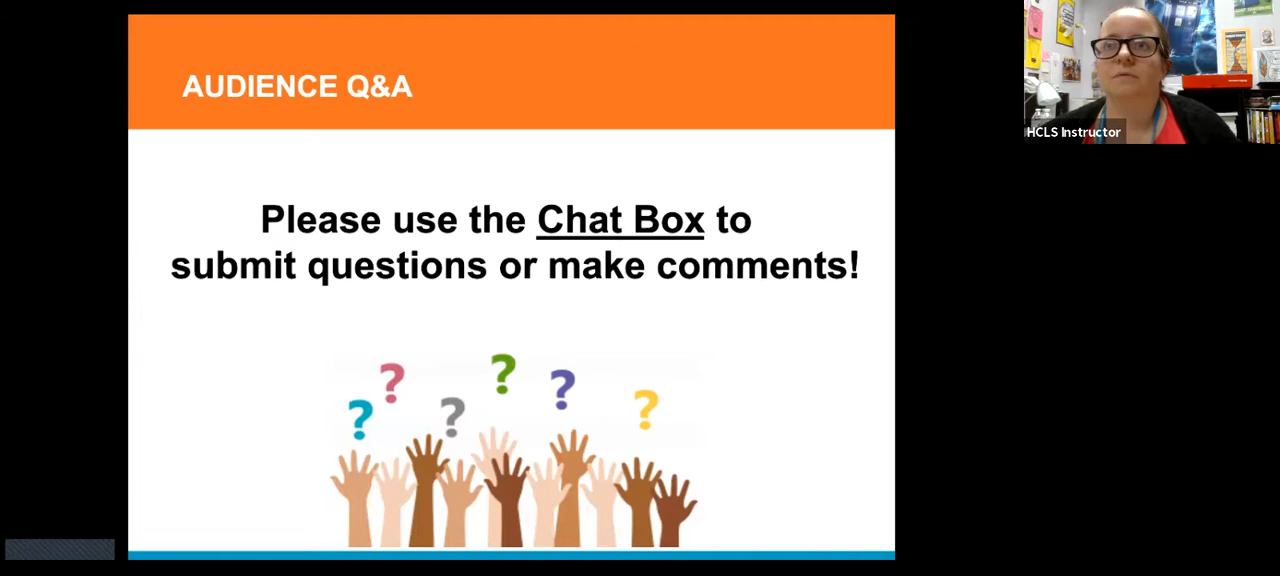 AUDIENCE Q&A
Please use the Chat Box to
submit questions or make comments!
? ? ? ? ? ?
HCLS Instructor